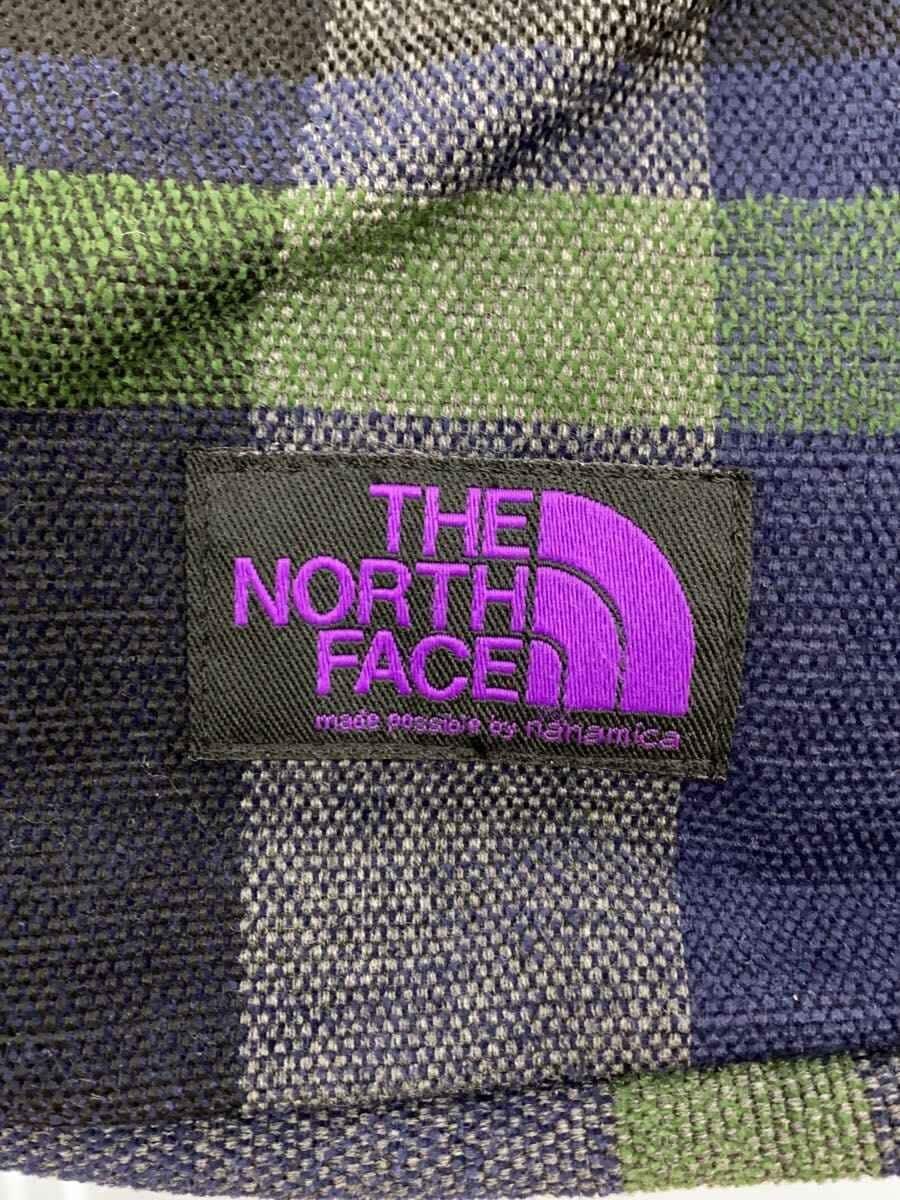 THE
NORTH
FACE
made possible by nanamica